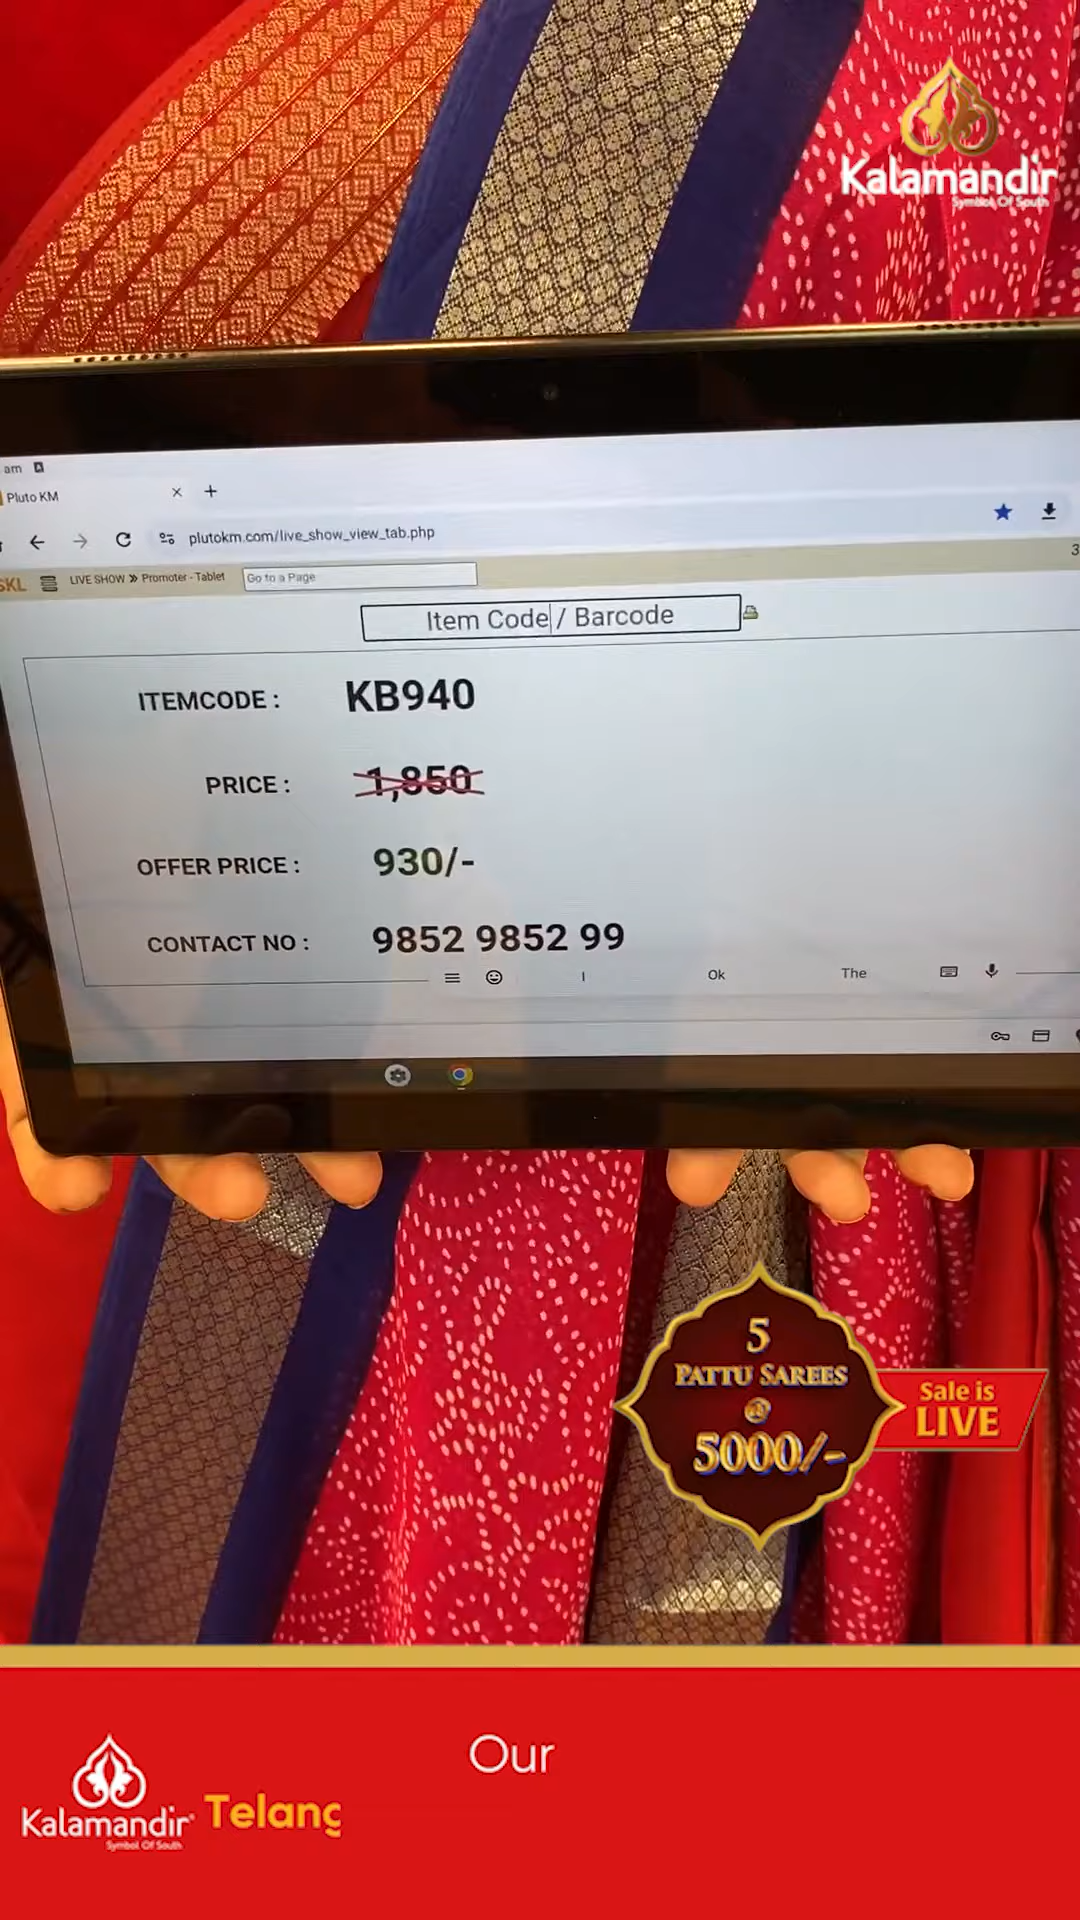 Kalamandir
Symbol Of South
am
Pluto KM
plutokm.com/live_show_view_tab.php
SKL
LIVE SHOW » Promoter - Tablet
Go to a Page
3
Item Code / Barcode
ITEMCODE : KB940
PRICE : 1,850
OFFER PRICE : 930/-
CONTACT NO : 9852 9852 99
I Ok The
5
PATTU SAREES
@
5000/-
Sale is
LIVE
Our
Kalamandir
Symbol Of South
Telang